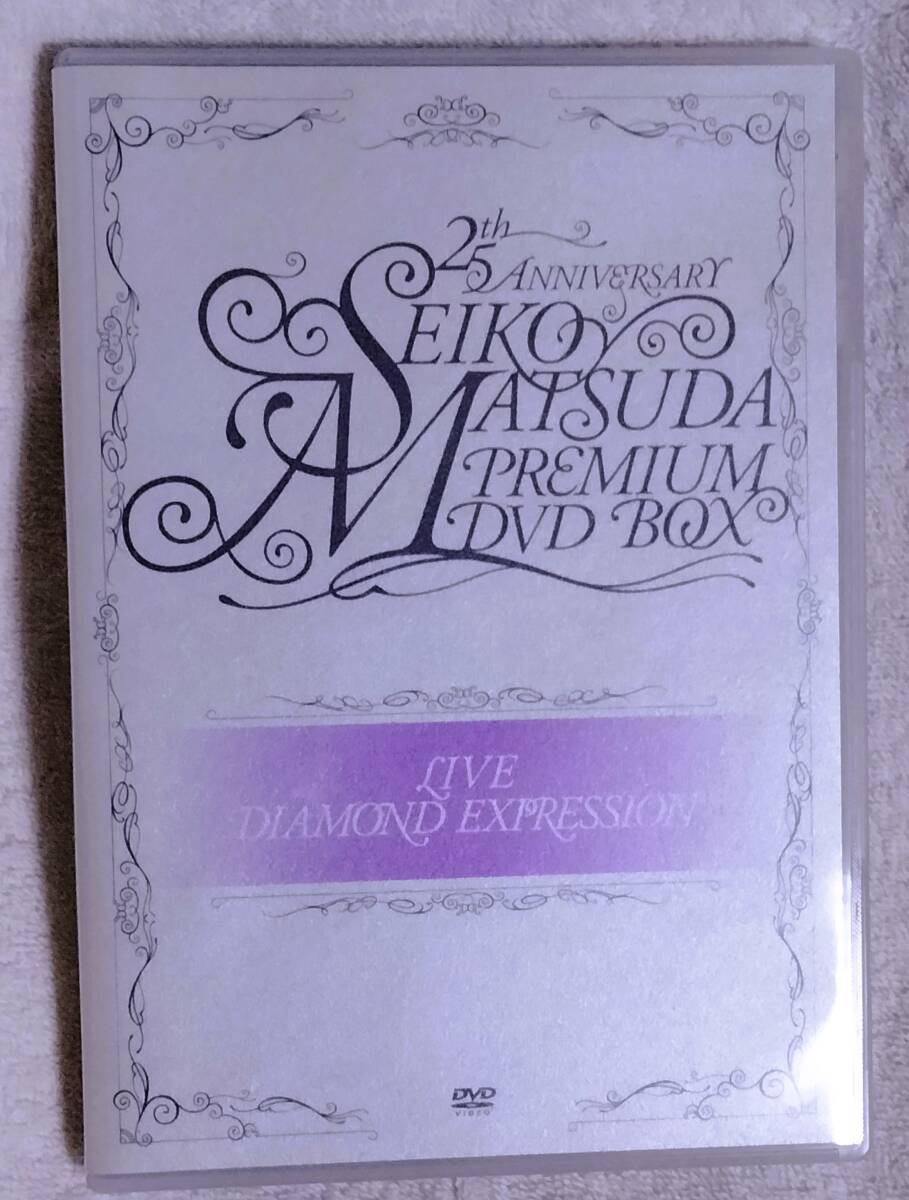 25th ANNIVERSARY
SEIKO
MATSUDA
PREMIUM
DVD BOX
LIVE
DIAMOND EXPRESSION
DVD
VIDEO